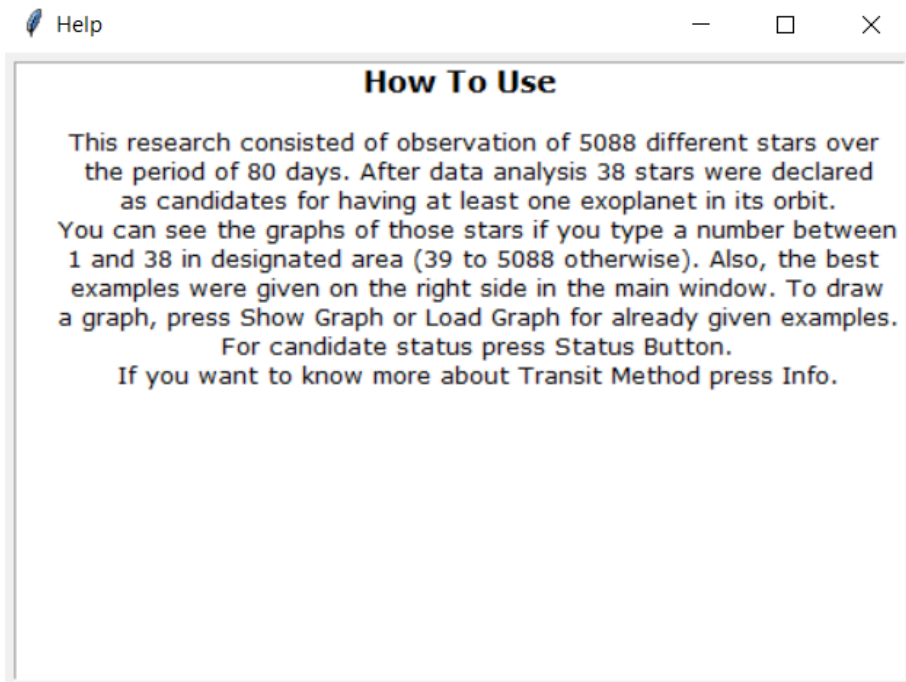 Help
How To Use
This research consisted of observation of 5088 different stars over
the period of 80 days. After data analysis 38 stars were declared
as candidates for having at least one exoplanet in its orbit.
You can see the graphs of those stars if you type a number between
1 and 38 in designated area (39 to 5088 otherwise). Also, the best
examples were given on the right side in the main window. To draw
a graph, press Show Graph or Load Graph for already given examples.
For candidate status press Status Button.
If you want to know more about Transit Method press Info.